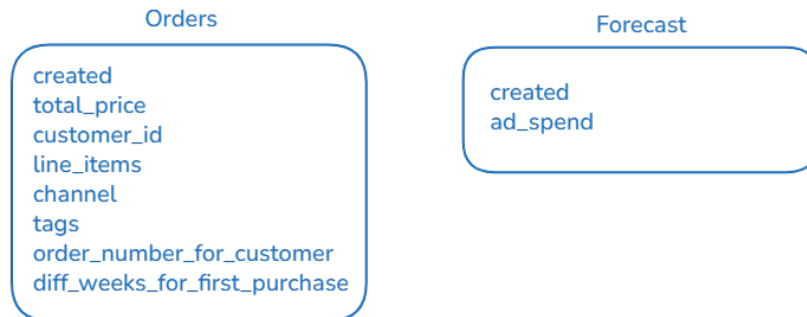 Orders
created
total_price
customer_id
line_items
channel
tags
order_number_for_customer
diff_weeks_for_first_purchase
Forecast
created
ad_spend